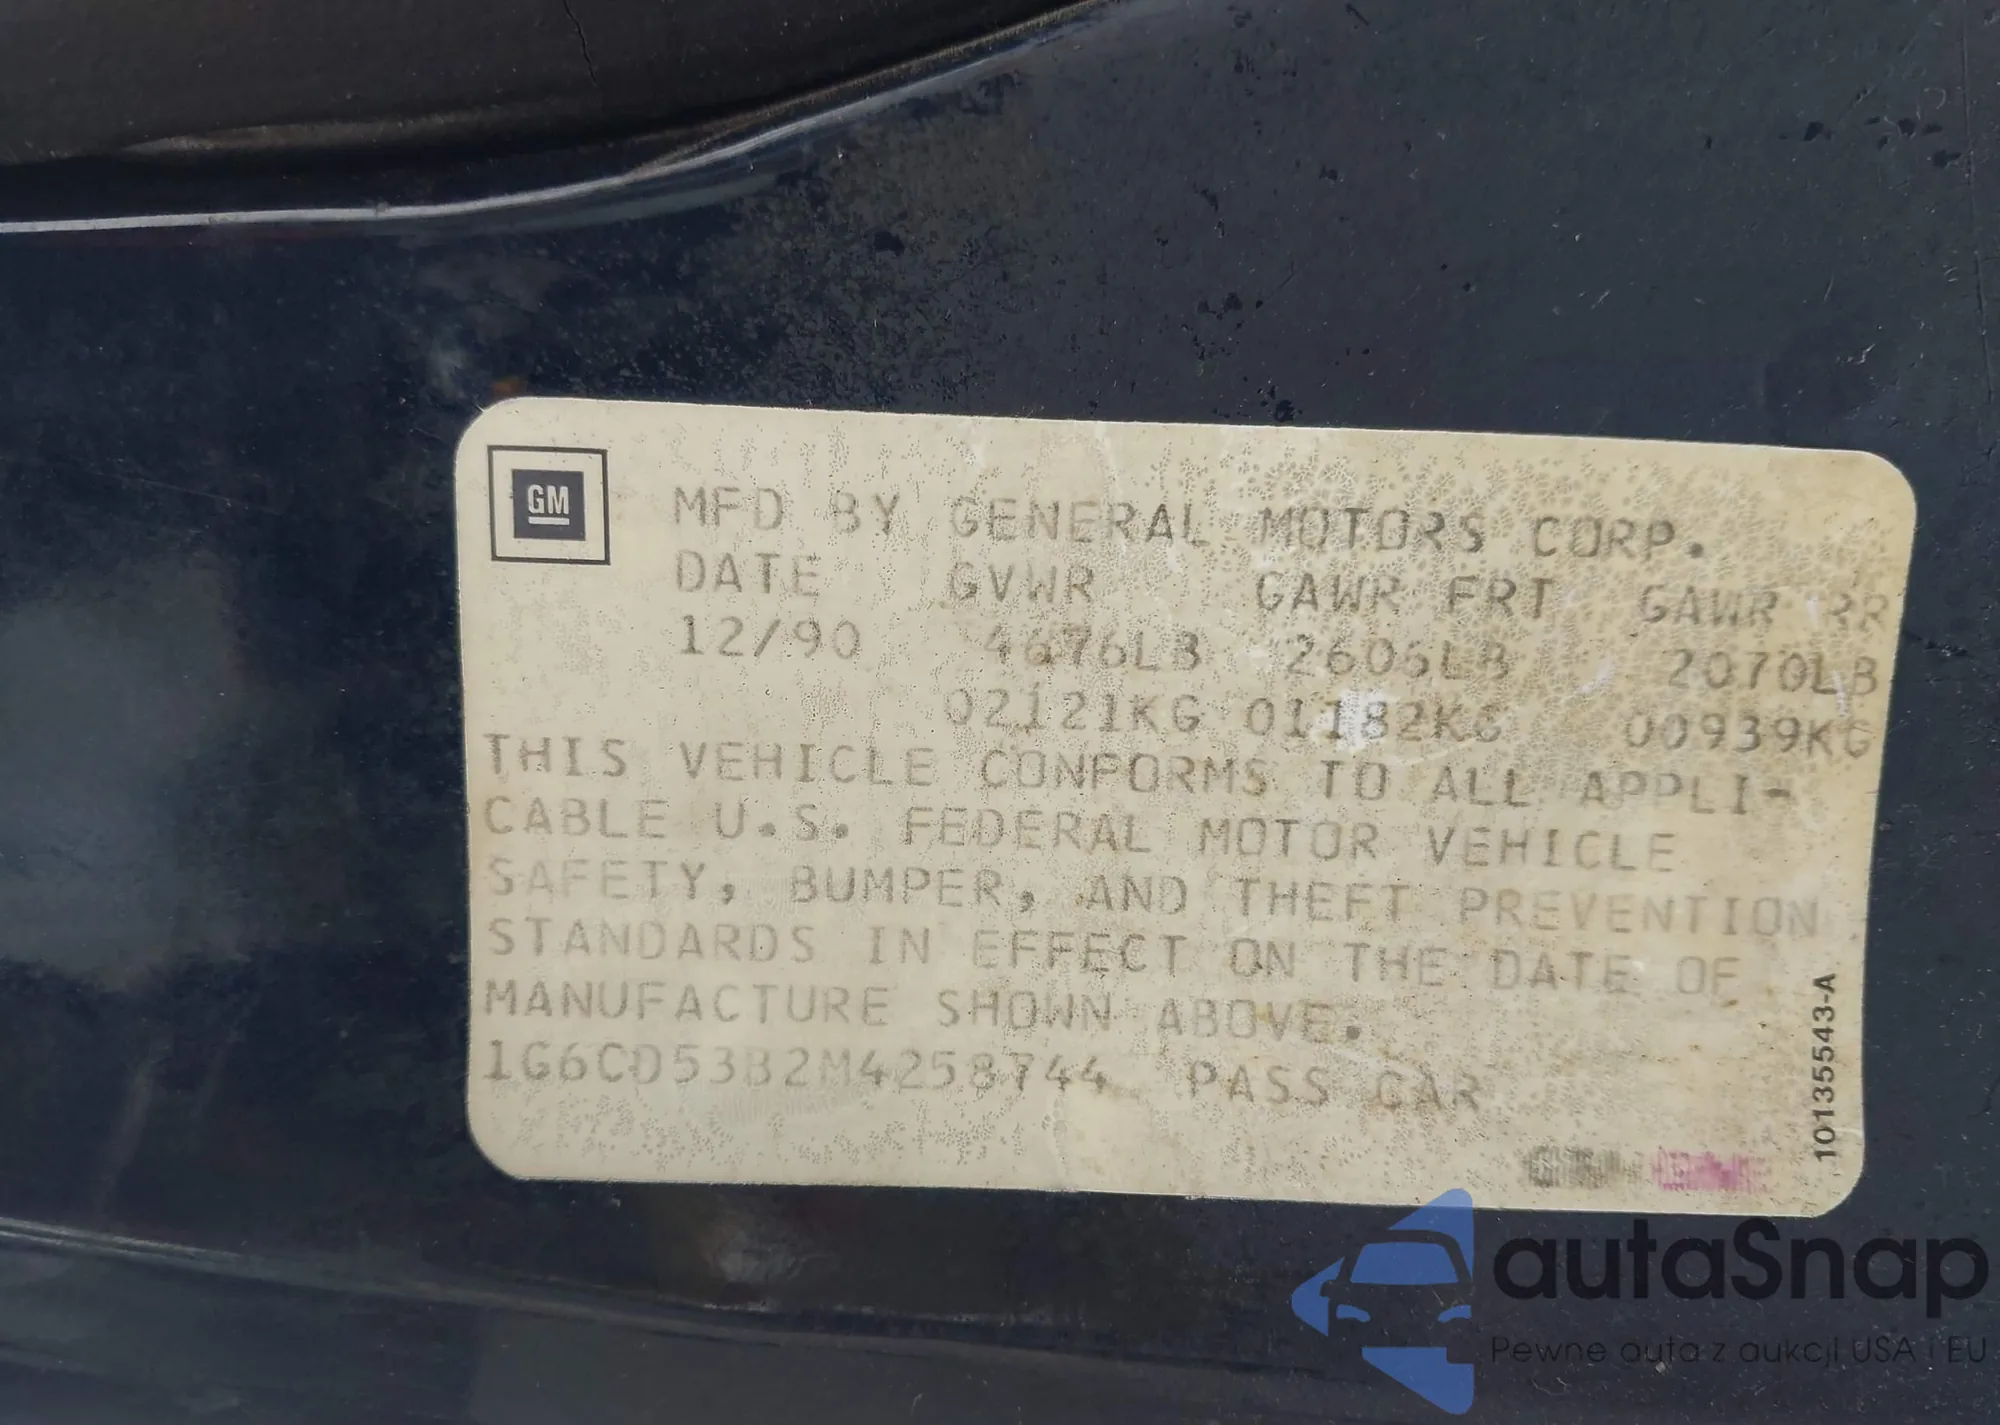 GM
MFD BY GENERAL MOTORS CORP.
DATE GVWR GAWR FRT GAWR RR
12/90 4676LB 2606LB 2070LB
02121KG 01182KG 00939KG
THIS VEHICLE CONFORMS TO ALL APPLI-
CABLE U.S. FEDERAL MOTOR VEHICLE
SAFETY, BUMPER, AND THEFT PREVENTION
STANDARDS IN EFFECT ON THE DATE OF
MANUFACTURE SHOWN ABOVE.
1G6CD53B2M4258744 PASS CAR
10135543-A
autaSnap
Pewne auta z aukcji USA i EU